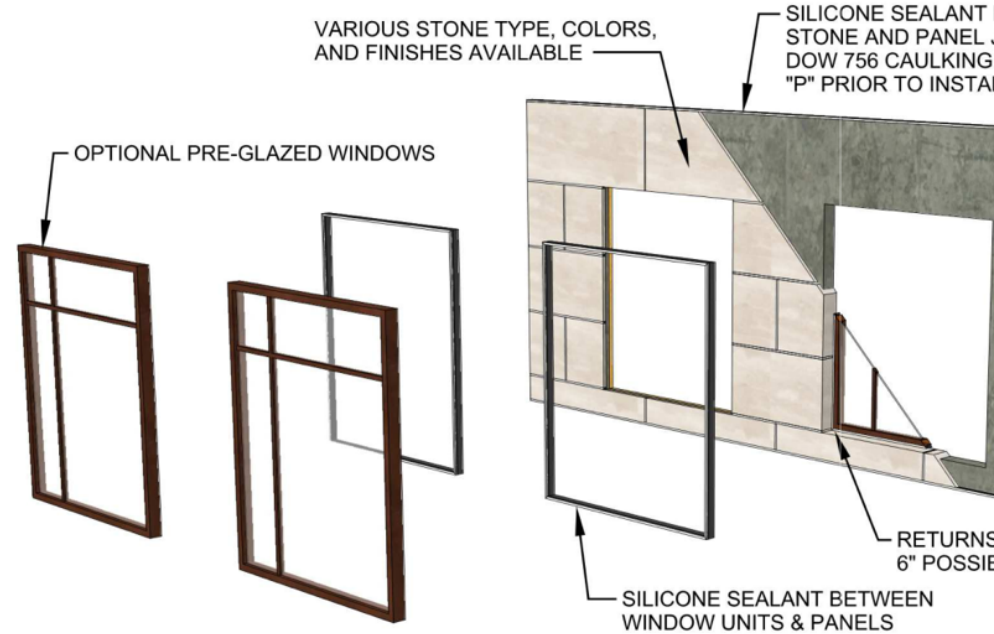 VARIOUS STONE TYPE, COLORS,
AND FINISHES AVAILABLE
SILICONE SEALANT
STONE AND PANEL
DOW 756 CAULKING
"P" PRIOR TO
OPTIONAL PRE-GLAZED WINDOWS
RETURNS
6"
SILICONE SEALANT BETWEEN
WINDOW UNITS & PANELS